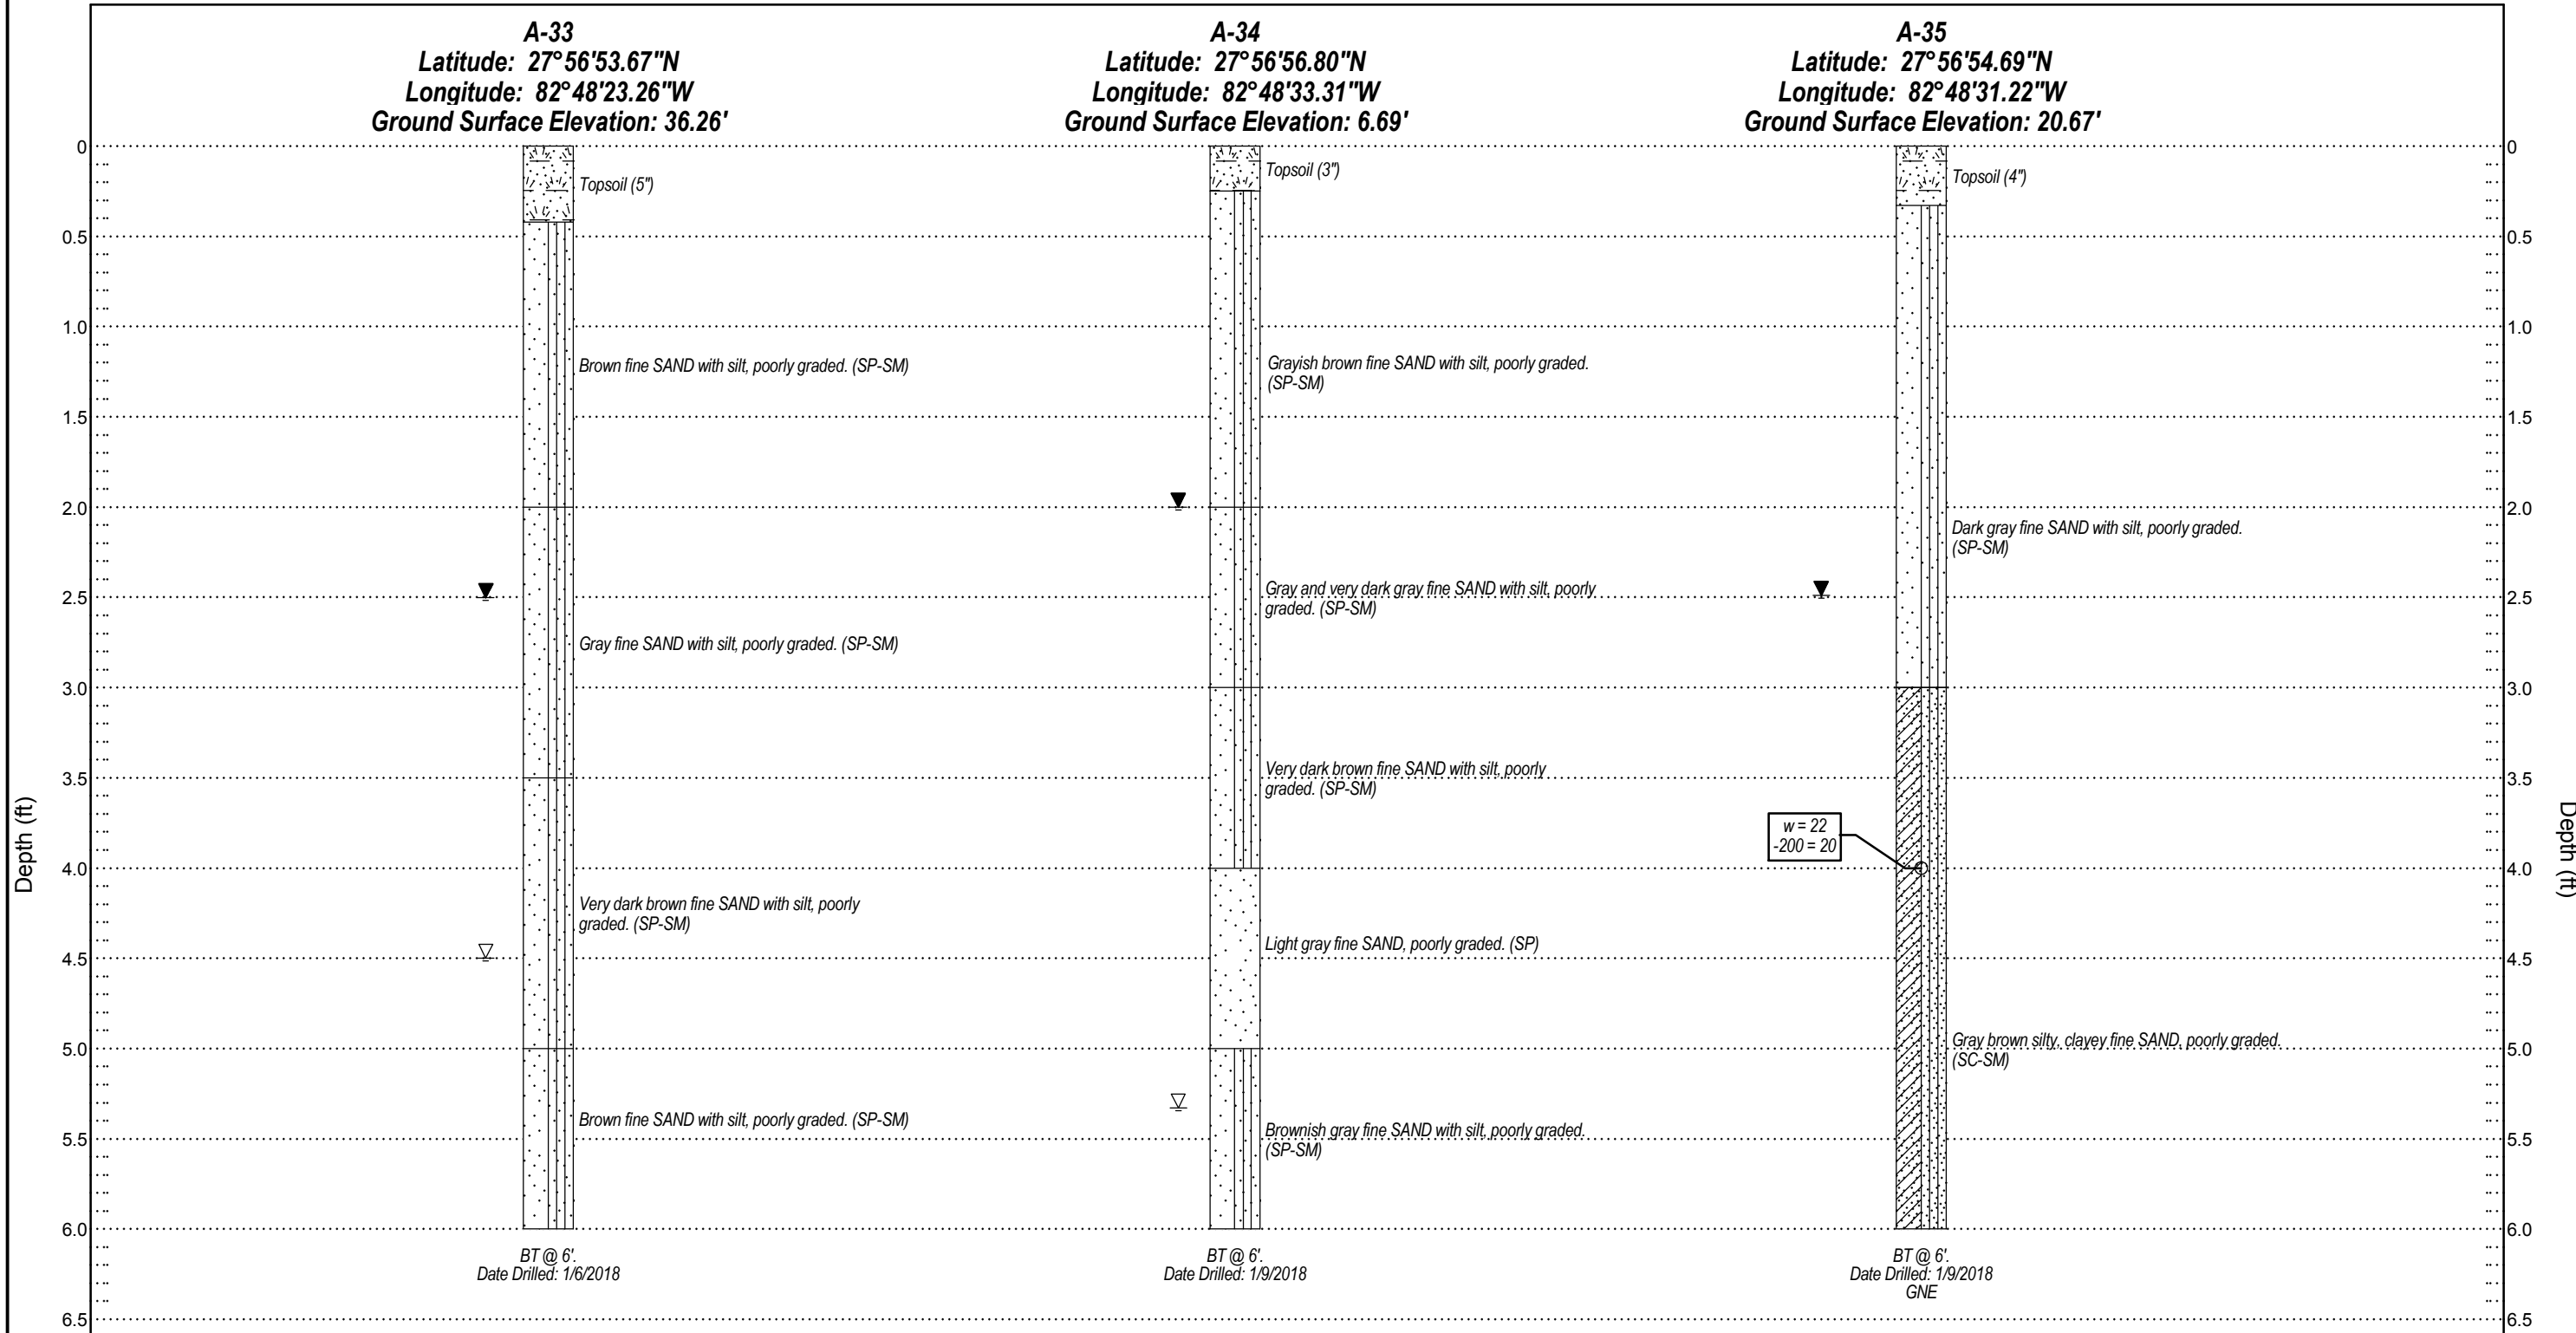 A-33
Latitude: 27°56'53.67"N
Longitude: 82°48'23.26"W
Ground Surface Elevation: 36.26'
A-34
Latitude: 27°56'56.80"N
Longitude: 82°48'33.31"W
Ground Surface Elevation: 6.69'
A-35
Latitude: 27°56'54.69"N
Longitude: 82°48'31.22"W
Ground Surface Elevation: 20.67'
Depth (ft)
0
0.5
1.0
1.5
2.0
2.5
3.0
3.5
4.0
4.5
5.0
5.5
6.0
6.5
Topsoil (5")
Brown fine SAND with silt, poorly graded. (SP-SM)
Gray fine SAND with silt, poorly graded. (SP-SM)
Very dark brown fine SAND with silt, poorly
graded. (SP-SM)
Brown fine SAND with silt, poorly graded. (SP-SM)
BT @ 6'.
Date Drilled: 1/6/2018
Topsoil (3")
Grayish brown fine SAND with silt, poorly graded.
(SP-SM)
Gray and very dark gray fine SAND with silt, poorly
graded. (SP-SM)
Very dark brown fine SAND with silt, poorly
graded. (SP-SM)
Light gray fine SAND, poorly graded. (SP)
Brownish gray fine SAND with silt, poorly graded.
(SP-SM)
BT @ 6'.
Date Drilled: 1/9/2018
Topsoil (4")
Dark gray fine SAND with silt, poorly graded.
(SP-SM)
w = 22
-200 = 20
Gray brown silty, clayey fine SAND, poorly graded.
(SC-SM)
BT @ 6'.
Date Drilled: 1/9/2018
GNE
0
0.5
1.0
1.5
2.0
2.5
3.0
3.5
4.0
4.5
5.0
5.5
6.0
6.5
Depth (ft)